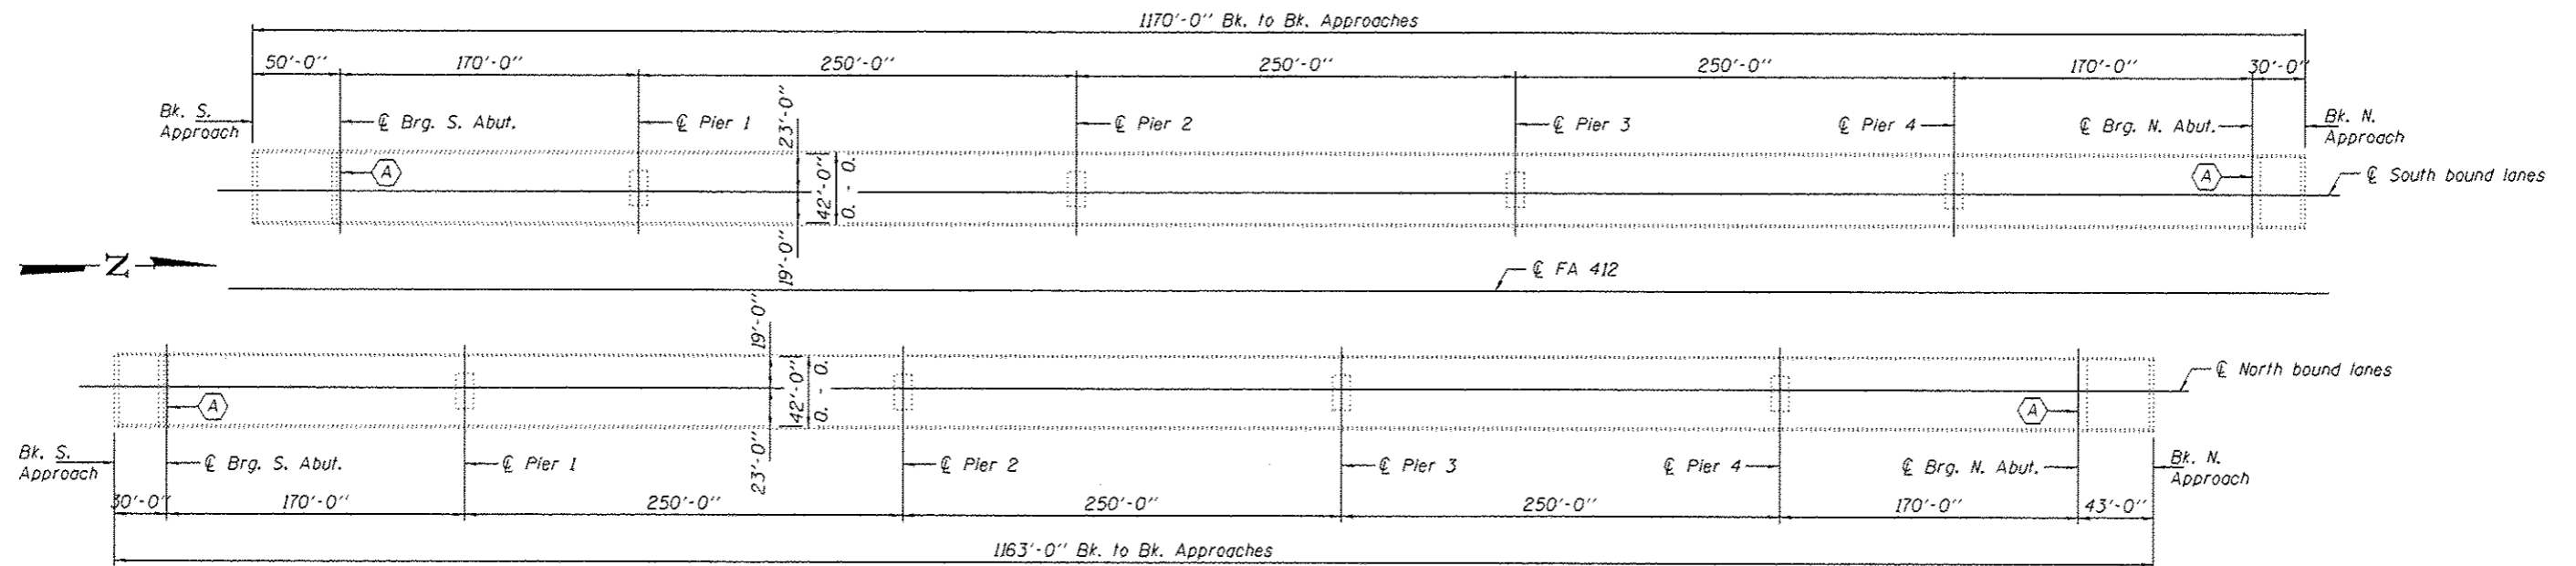 1170'-0'' Bk. to Bk. Approaches
50'-0'' 170'-0'' 250'-0'' 250'-0'' 250'-0'' 170'-0'' 30'-0''
Bk. S.
Approach
℄ Brg. S. Abut.
℄ Pier 1
23'-0''
℄ Pier 2
℄ Pier 3
℄ Pier 4
℄ Brg. N. Abut.
Bk. N.
Approach
A
42'-0''
O. - O.
A
℄ South bound lanes
19'-0''
N
℄ FA 412
19'-0''
42'-0''
O. - O.
℄ North bound lanes
A
A
23'-0''
Bk. S.
Approach
℄ Brg. S. Abut.
℄ Pier 1
℄ Pier 2
℄ Pier 3
℄ Pier 4
℄ Brg. N. Abut.
Bk. N.
Approach
30'-0'' 170'-0'' 250'-0'' 250'-0'' 250'-0'' 170'-0'' 43'-0''
1163'-0'' Bk. to Bk. Approaches